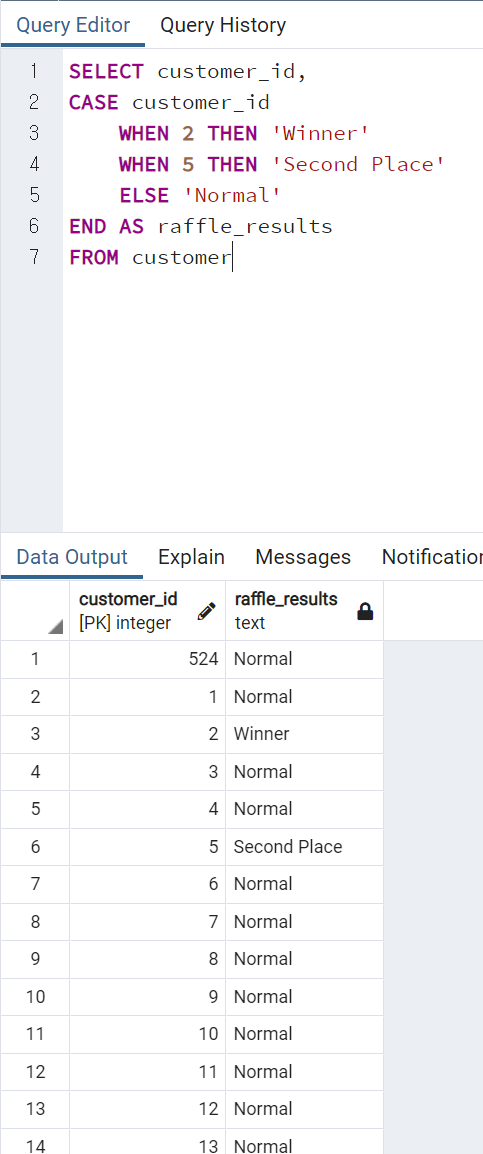 Query Editor Query History
1 SELECT customer_id,
2 CASE customer_id
3 WHEN 2 THEN 'Winner'
4 WHEN 5 THEN 'Second Place'
5 ELSE 'Normal'
6 END AS raffle_results
7 FROM customer
Data Output Explain Messages Notification
customer_id raffle_results
[PK] integer text
1 524 Normal
2 1 Normal
3 2 Winner
4 3 Normal
5 4 Normal
6 5 Second Place
7 6 Normal
8 7 Normal
9 8 Normal
10 9 Normal
11 10 Normal
12 11 Normal
13 12 Normal
14 13 Normal